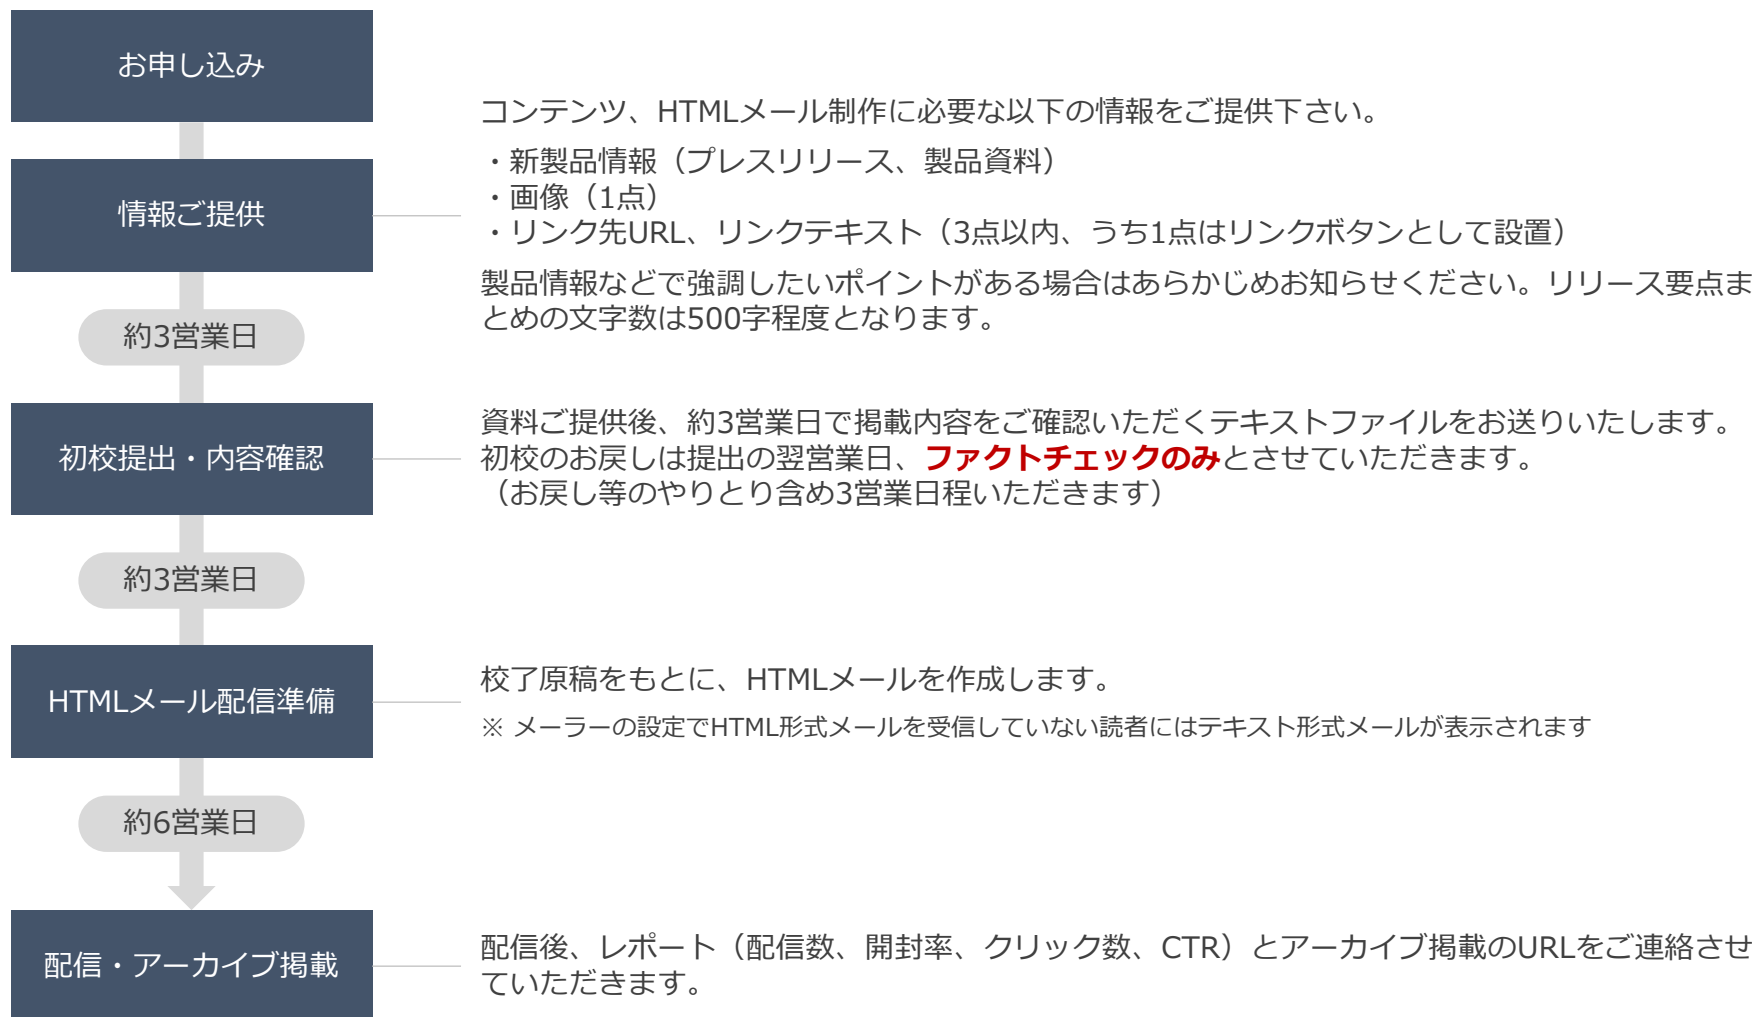 お申し込み
情報ご提供
コンテンツ、HTMLメール制作に必要な以下の情報をご提供下さい。
・新製品情報（プレスリリース、製品資料）
・画像（1点）
・リンク先URL、リンクテキスト（3点以内、うち1点はリンクボタンとして設置）
製品情報などで強調したいポイントがある場合はあらかじめお知らせください。リリース要点ま
とめの文字数は500字程度となります。
約3営業日
初校提出・内容確認
資料ご提供後、約3営業日で掲載内容をご確認いただくテキストファイルをお送りいたします。
初校のお戻しは提出の翌営業日、ファクトチェックのみとさせていただきます。
（お戻し等のやりとり含め3営業日程いただきます）
約3営業日
HTMLメール配信準備
校了原稿をもとに、HTMLメールを作成します。
※ メーラーの設定でHTML形式メールを受信していない読者にはテキスト形式メールが表示されます
約6営業日
配信・アーカイブ掲載
配信後、レポート（配信数、開封率、クリック数、CTR）とアーカイブ掲載のURLをご連絡させ
ていただきます。